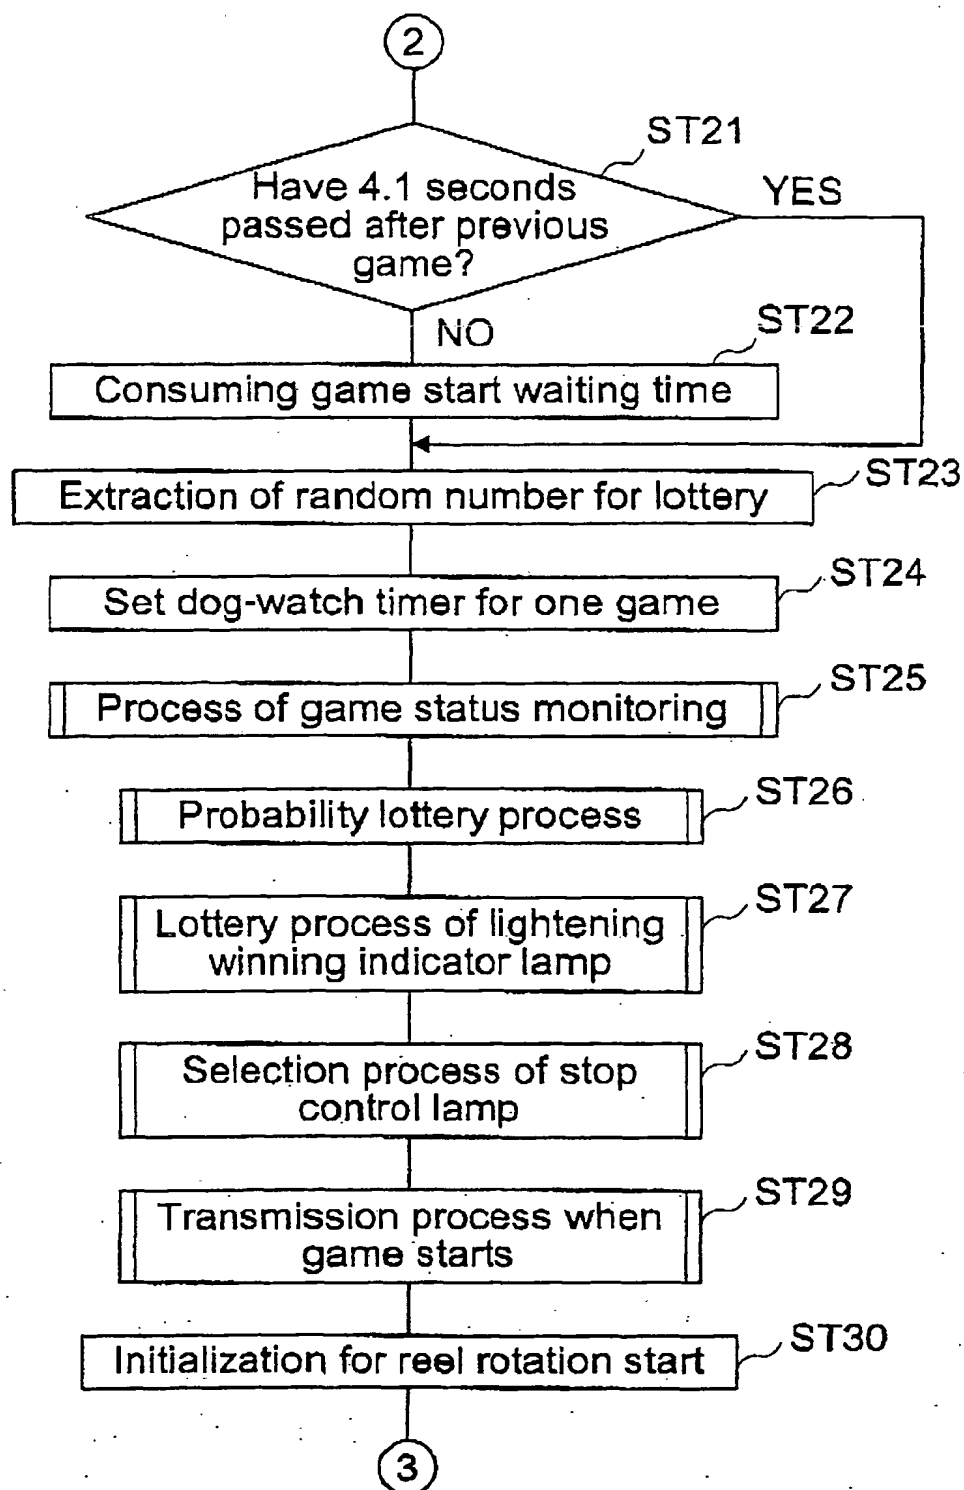 2
ST21
Have 4.1 seconds
passed after previous
game?
YES
NO
ST22
Consuming game start waiting time
ST23
Extraction of random number for lottery
ST24
Set dog-watch timer for one game
ST25
Process of game status monitoring
ST26
Probability lottery process
ST27
Lottery process of lightening
winning indicator lamp
ST28
Selection process of stop
control lamp
ST29
Transmission process when
game starts
ST30
Initialization for reel rotation start
3